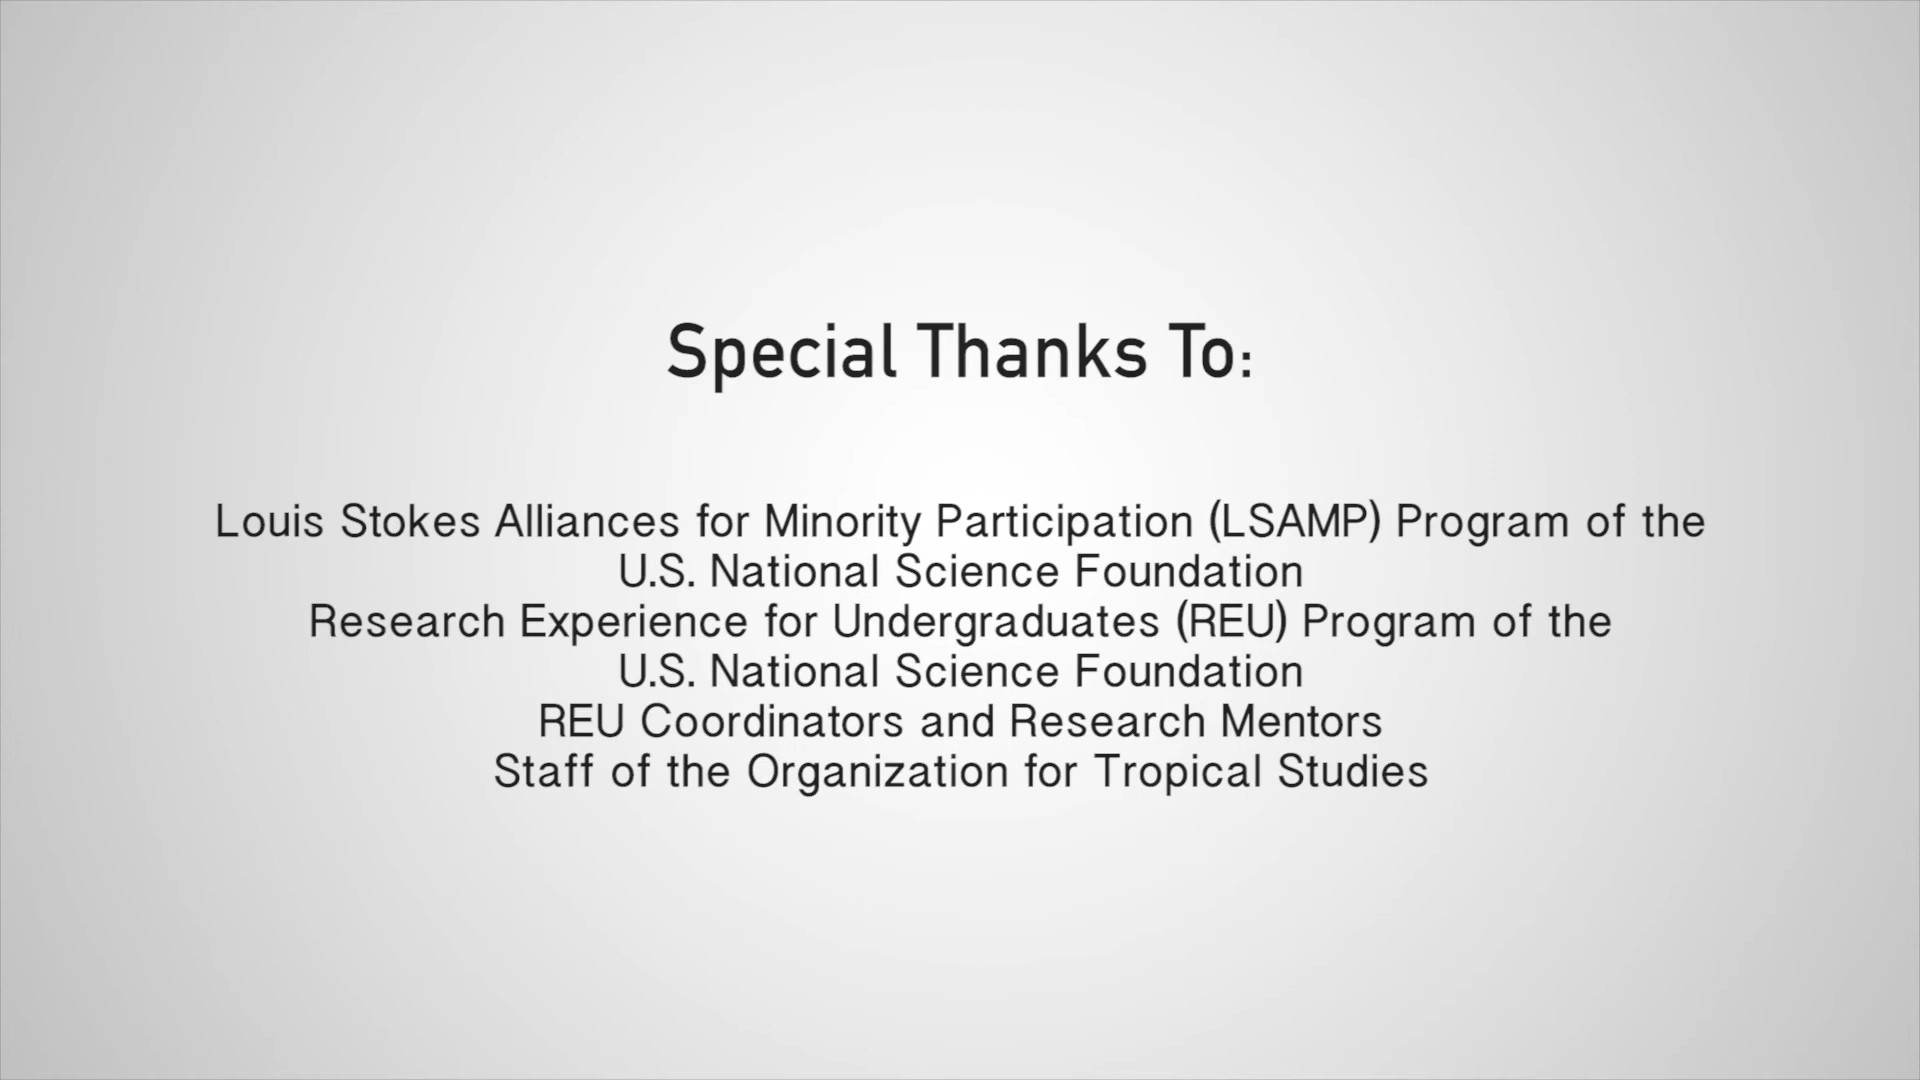 Special Thanks To:
Louis Stokes Alliances for Minority Participation (LSAMP) Program of the
U.S. National Science Foundation
Research Experience for Undergraduates (REU) Program of the
U.S. National Science Foundation
REU Coordinators and Research Mentors
Staff of the Organization for Tropical Studies